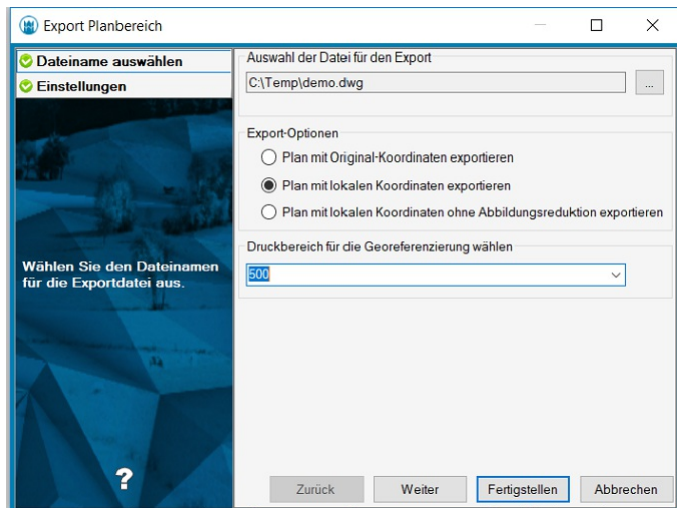 Export Planbereich
Dateiname auswählen
Einstellungen
Wählen Sie den Dateinamen
für die Exportdatei aus.
?
Auswahl der Datei für den Export
C:\Temp\demo.dwg
...
Export-Optionen
Plan mit Original-Koordinaten exportieren
Plan mit lokalen Koordinaten exportieren
Plan mit lokalen Koordinaten ohne Abbildungsreduktion exportieren
Druckbereich für die Georeferenzierung wählen
500
Zurück
Weiter
Fertigstellen
Abbrechen